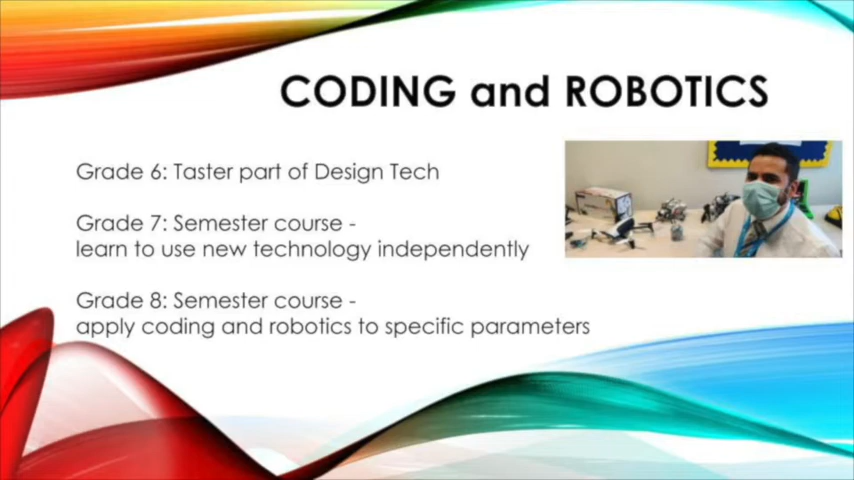 CODING and ROBOTICS
Grade 6: Taster part of Design Tech
Grade 7: Semester course -
learn to use new technology independently
Grade 8: Semester course -
apply coding and robotics to specific parameters